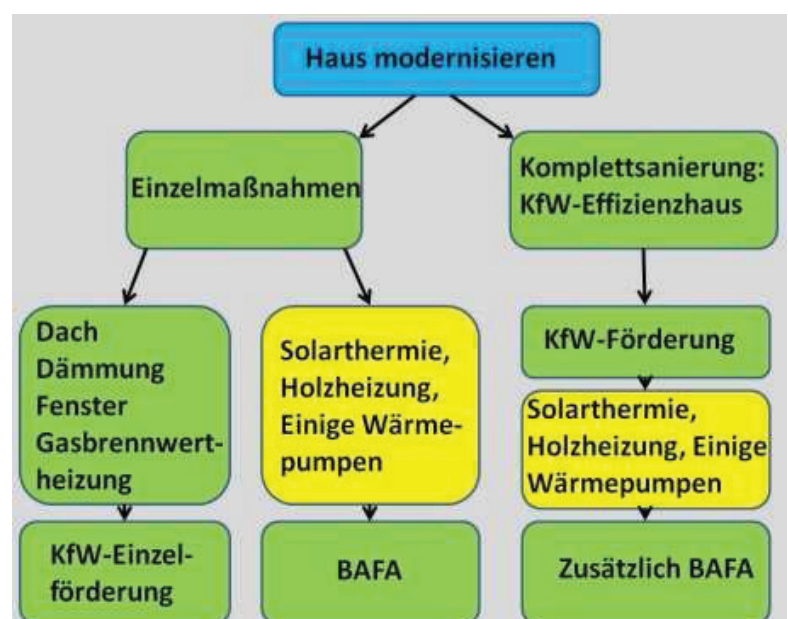 Haus modernisieren
Einzelmaßnahmen
Komplettsanierung:
KfW-Effizienzhaus
Dach
Dämmung
Fenster
Gasbrennwert-
heizung
Solarthermie,
Holzheizung,
Einige Wärme-
pumpen
KfW-Förderung
Solarthermie,
Holzheizung, Einige
Wärmepumpen
KfW-Einzel-
förderung
BAFA
Zusätzlich BAFA